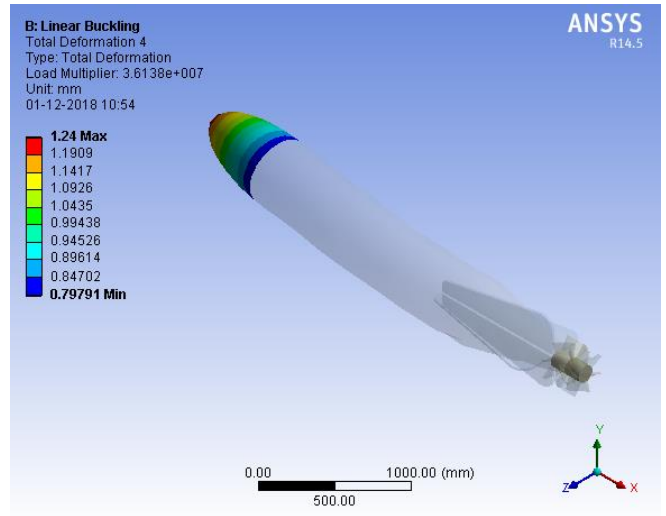 B: Linear Buckling
Total Deformation 4
Type: Total Deformation
Load Multiplier: 3.6138e+007
Unit: mm
01-12-2018 10:54
ANSYS
R14.5
1.24 Max
1.1909
1.1417
1.0926
1.0435
0.99438
0.94526
0.89614
0.84702
0.79791 Min
0.00
1000.00 (mm)
500.00
Y
Z
X